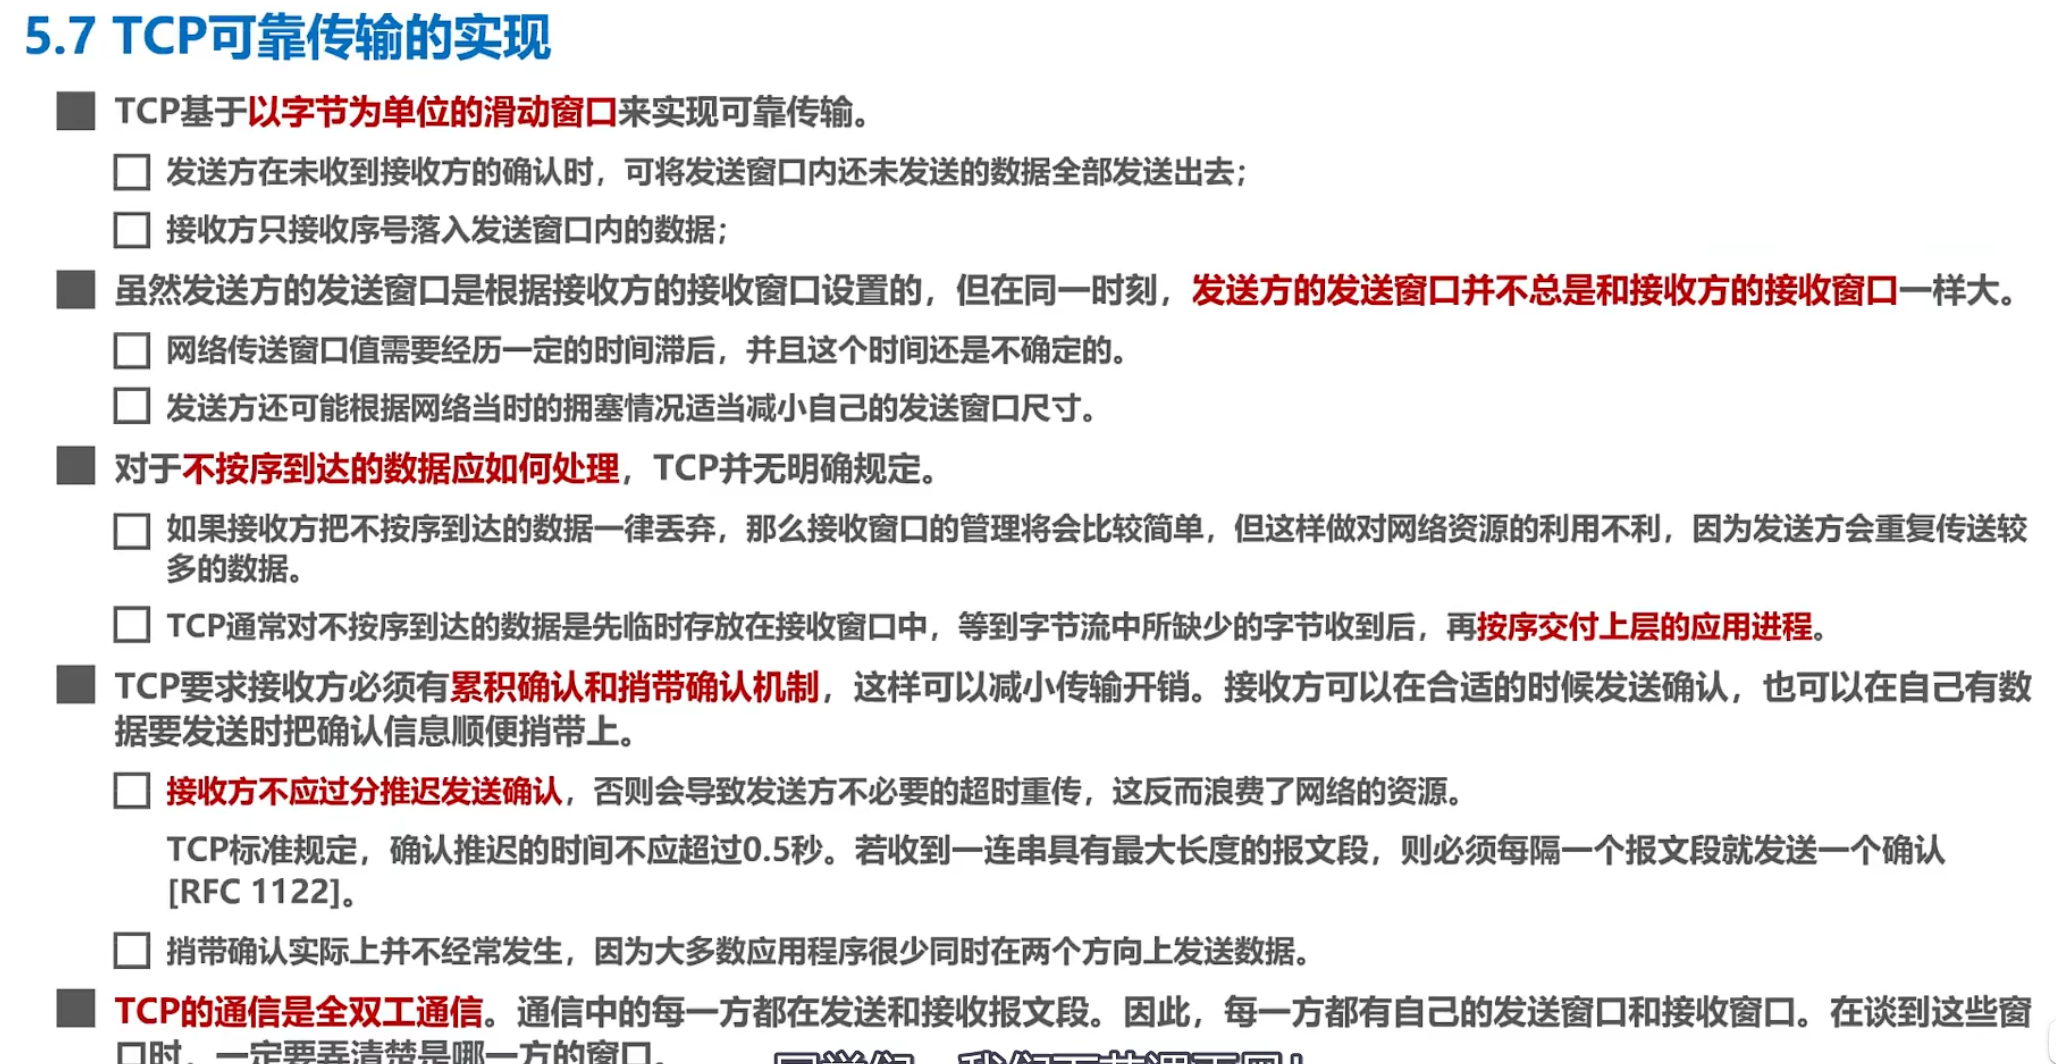 5.7 TCP可靠传输的实现
TCP基于以字节为单位的滑动窗口来实现可靠传输。
发送方在未收到接收方的确认时，可将发送窗口内还未发送的数据全部发送出去；
接收方只接收序号落入发送窗口内的数据；
虽然发送方的发送窗口是根据接收方的接收窗口设置的，但在同一时刻，发送方的发送窗口并不总是和接收方的接收窗口一样大。
网络传送窗口值需要经历一定的时间滞后，并且这个时间还是不确定的。
发送方还可能根据网络当时的拥塞情况适当减小自己的发送窗口尺寸。
对于不按序到达的数据应如何处理，TCP并无明确规定。
如果接收方把不按序到达的数据一律丢弃，那么接收窗口的管理将会比较简单，但这样做对网络资源的利用不利，因为发送方会重复传送较
多的数据。
TCP通常对不按序到达的数据是先临时存放在接收窗口中，等到字节流中所缺少的字节收到后，再按序交付上层的应用进程。
TCP要求接收方必须有累积确认和捎带确认机制，这样可以减小传输开销。接收方可以在合适的时候发送确认，也可以在自己有数
据要发送时把确认信息顺便捎带上。
接收方不应过分推迟发送确认，否则会导致发送方不必要的超时重传，这反而浪费了网络的资源。
TCP标准规定，确认推迟的时间不应超过0.5秒。若收到一连串具有最大长度的报文段，则必须每隔一个报文段就发送一个确认
[RFC 1122]。
捎带确认实际上并不经常发生，因为大多数应用程序很少同时在两个方向上发送数据。
TCP的通信是全双工通信。通信中的每一方都在发送和接收报文段。因此，每一方都有自己的发送窗口和接收窗口。在谈到这些窗
口时，一定要弄清楚是哪一方的窗口。